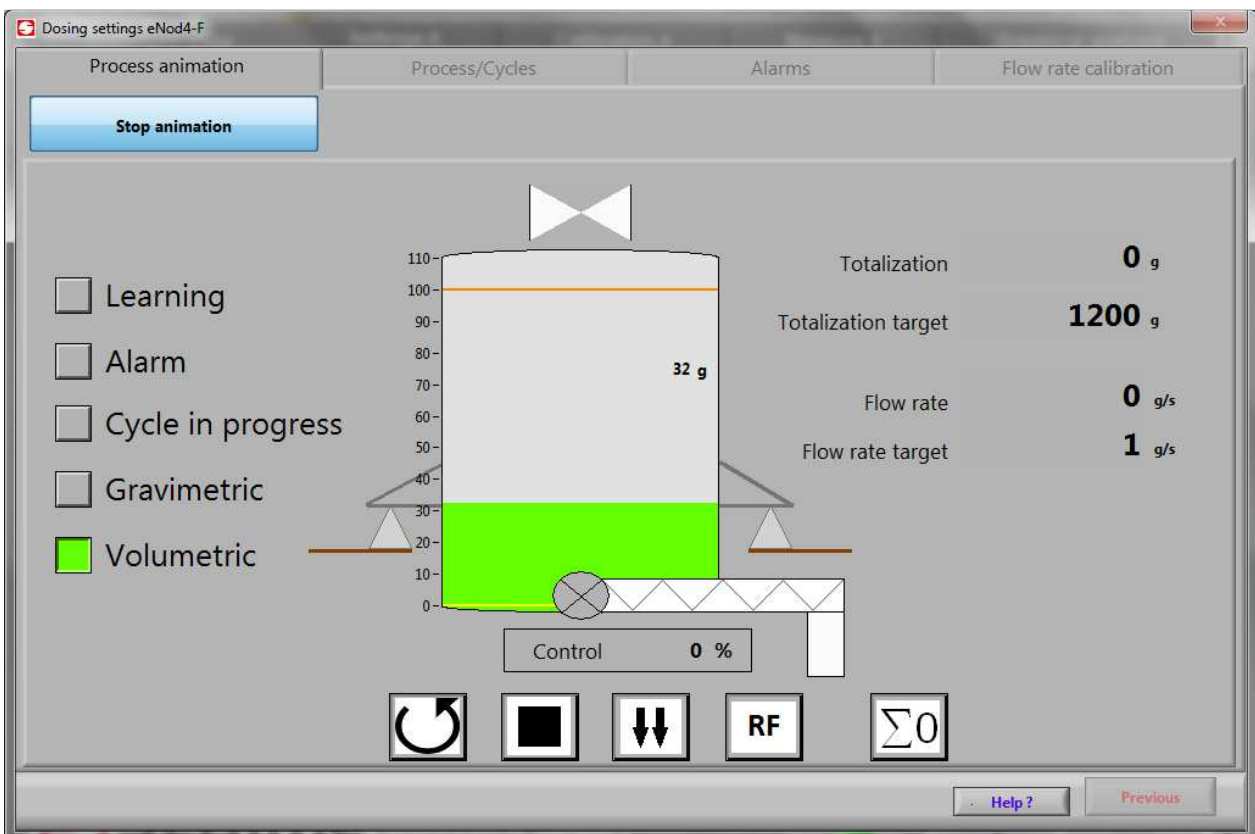 Dosing settings eNod4-F
Process animation
Process/Cycles
Alarms
Flow rate calibration
Stop animation
Learning
Alarm
Cycle in progress
Gravimetric
Volumetric
110
100
90
80
70
60
50
40
30
20
10
0
32 g
Totalization 0 g
Totalization target 1200 g
Flow rate 0 g/s
Flow rate target 1 g/s
Control 0 %
RF
∑0
Help ?
Previous